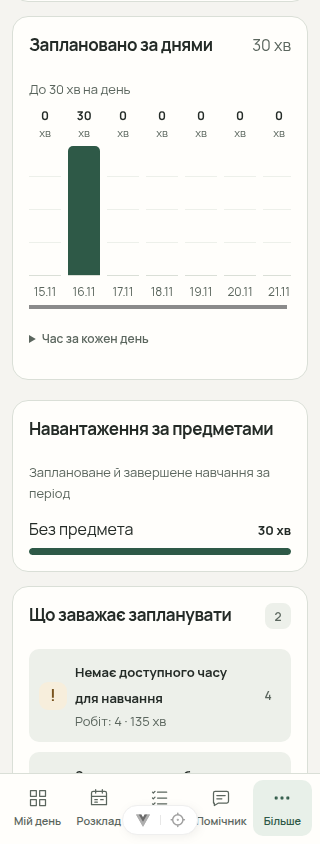 Заплановано за днями 30 хв
До 30 хв на день
0 30 0 0 0 0 0
хв хв хв хв хв хв хв
15.11 16.11 17.11 18.11 19.11 20.11 21.11
Час за кожен день
Навантаження за предметами
Заплановане й завершене навчання за
період
Без предмета 30 хв
Що заважає запланувати 2
! Немає доступного часу
для навчання 4
Робіт: 4 · 135 хв
Мій день Розклад Помічник Більше